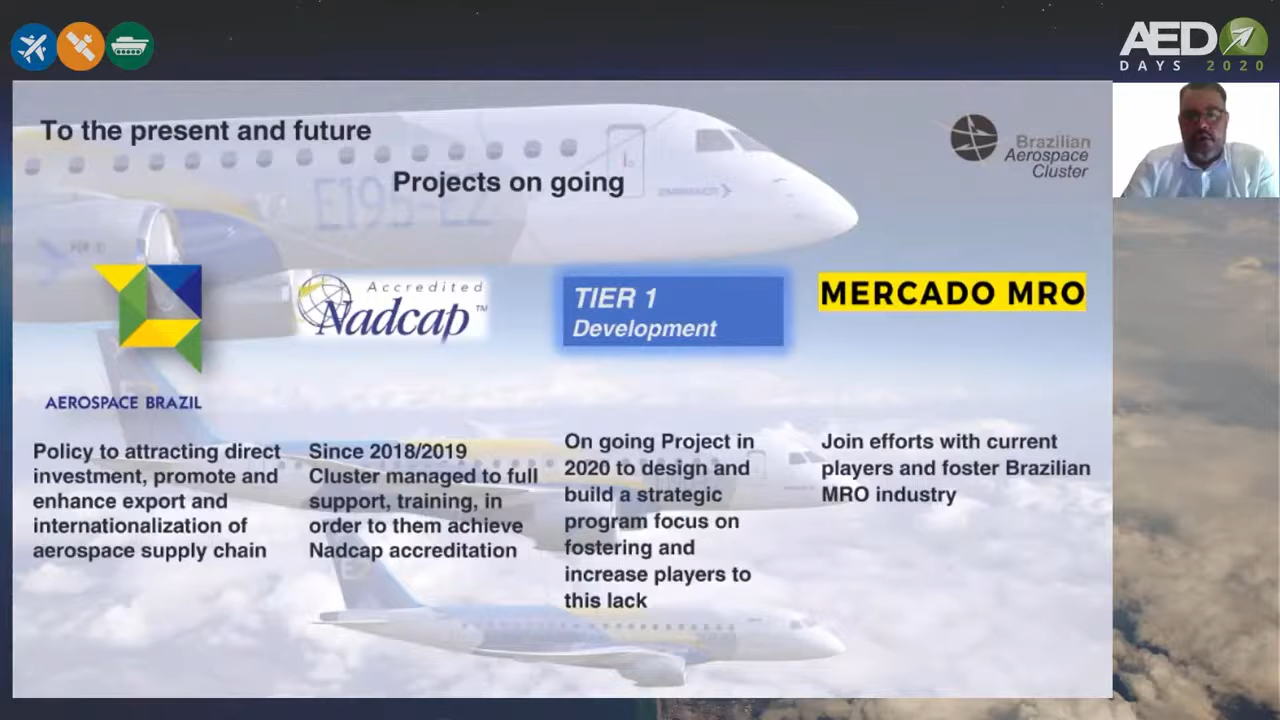 AED
DAYS 2020
To the present and future
Projects on going
Brazilian
Aerospace
Cluster
E195-E2
EMBRAER
AEROSPACE BRAZIL
Policy to attracting direct
investment, promote and
enhance export and
internationalization of
aerospace supply chain
Accredited
Nadcap™
Since 2018/2019
Cluster managed to full
support, training, in
order to them achieve
Nadcap accreditation
TIER 1
Development
On going Project in
2020 to design and
build a strategic
program focus on
fostering and
increase players to
this lack
MERCADO MRO
Join efforts with current
players and foster Brazilian
MRO industry